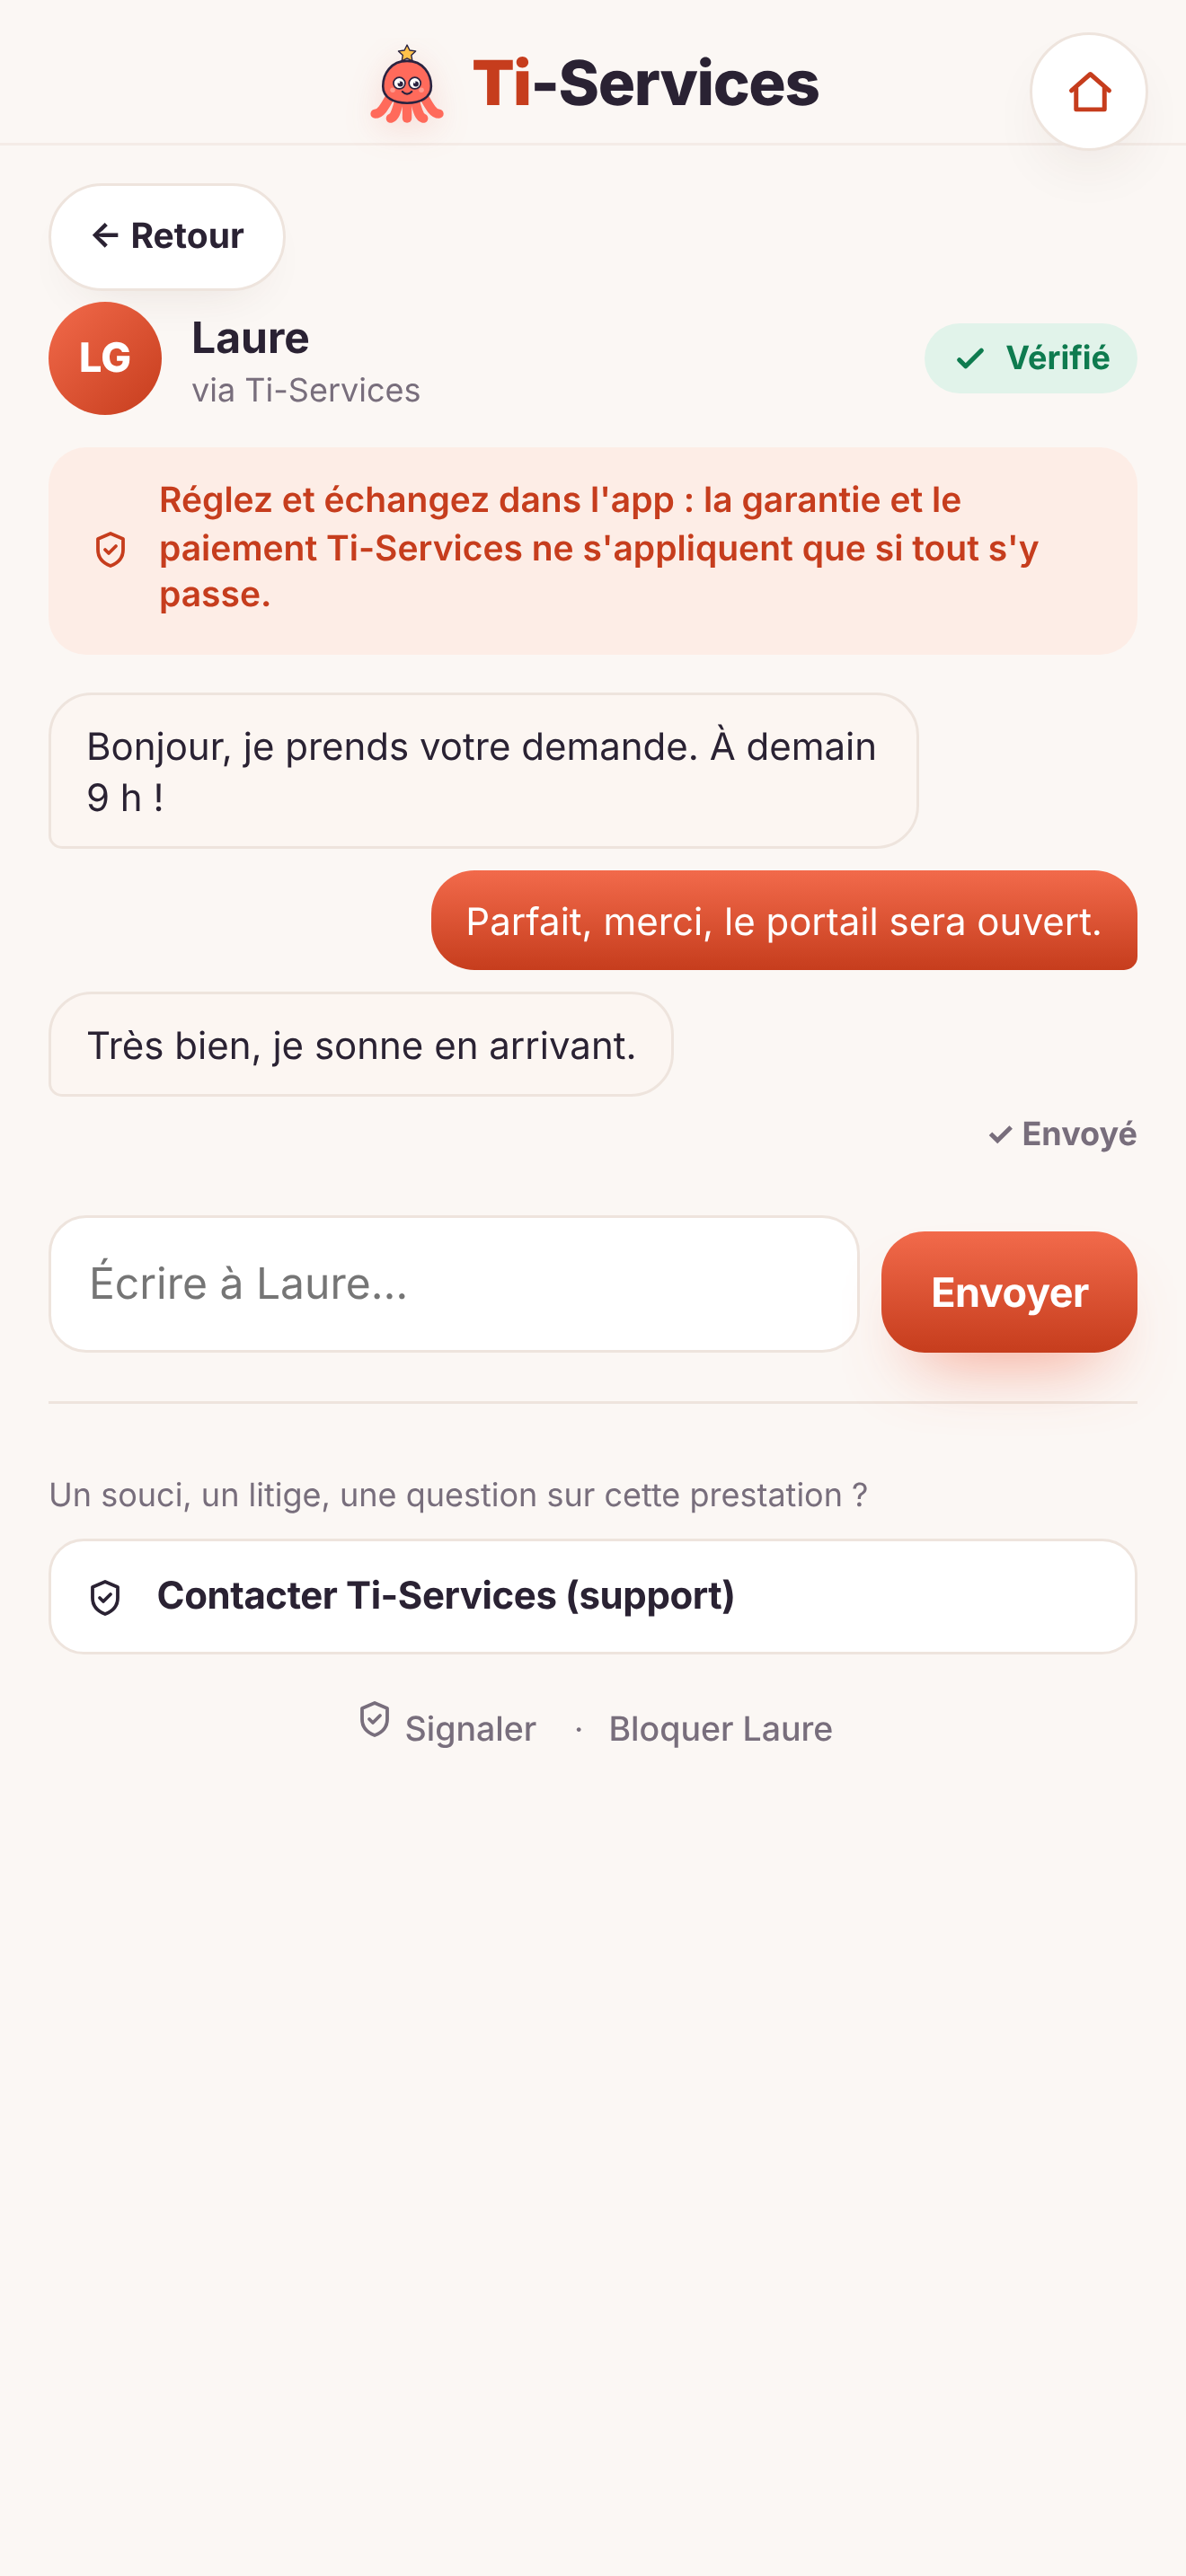 Ti-Services
← Retour
LG
Laure
via Ti-Services
✓ Vérifié
Réglez et échangez dans l'app : la garantie et le
paiement Ti-Services ne s'appliquent que si tout s'y
passe.
Bonjour, je prends votre demande. À demain
9 h !
Parfait, merci, le portail sera ouvert.
Très bien, je sonne en arrivant.
✓ Envoyé
Écrire à Laure...
Envoyer
Un souci, un litige, une question sur cette prestation ?
Contacter Ti-Services (support)
Signaler · Bloquer Laure